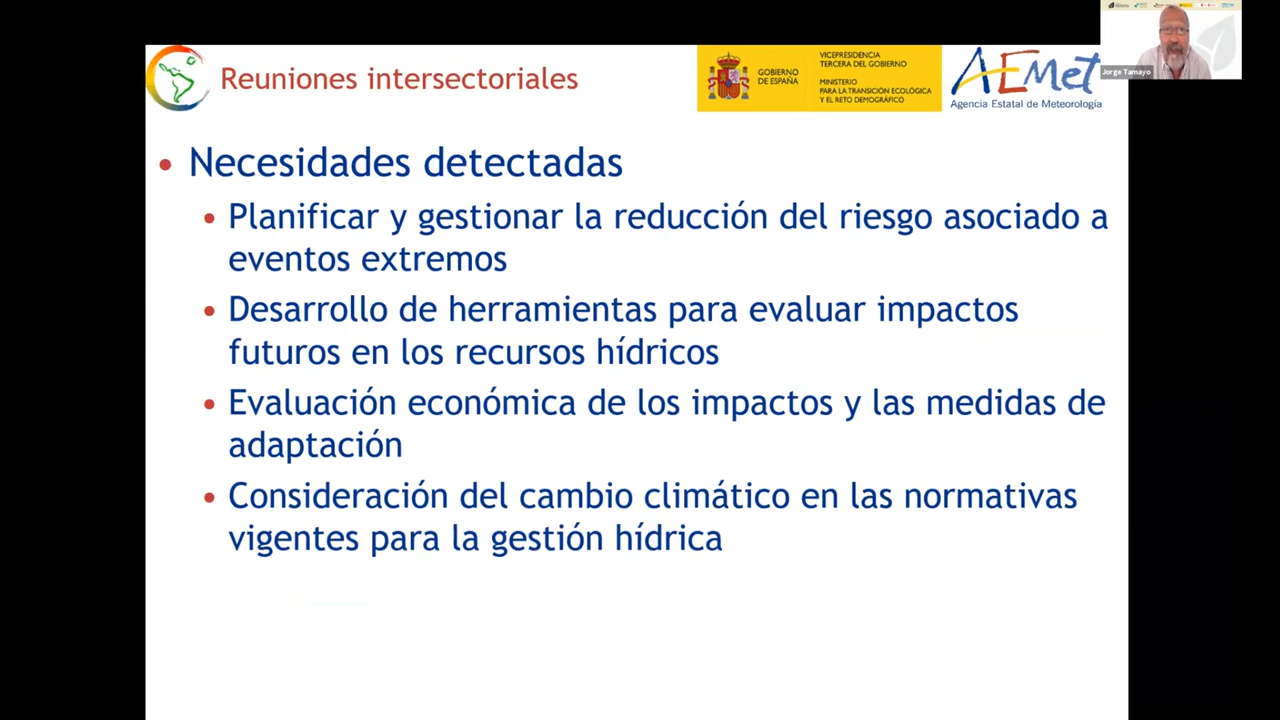 Reuniones intersectoriales
GOBIERNO
DE ESPAÑA
VICEPRESIDENCIA
TERCERA DEL GOBIERNO
MINISTERIO
PARA LA TRANSICIÓN ECOLÓGICA
Y EL RETO DEMOGRÁFICO
AEMet
Agencia Estatal de Meteorología
Jorge Tamayo
• Necesidades detectadas
• Planificar y gestionar la reducción del riesgo asociado a
eventos extremos
• Desarrollo de herramientas para evaluar impactos
futuros en los recursos hídricos
• Evaluación económica de los impactos y las medidas de
adaptación
• Consideración del cambio climático en las normativas
vigentes para la gestión hídrica